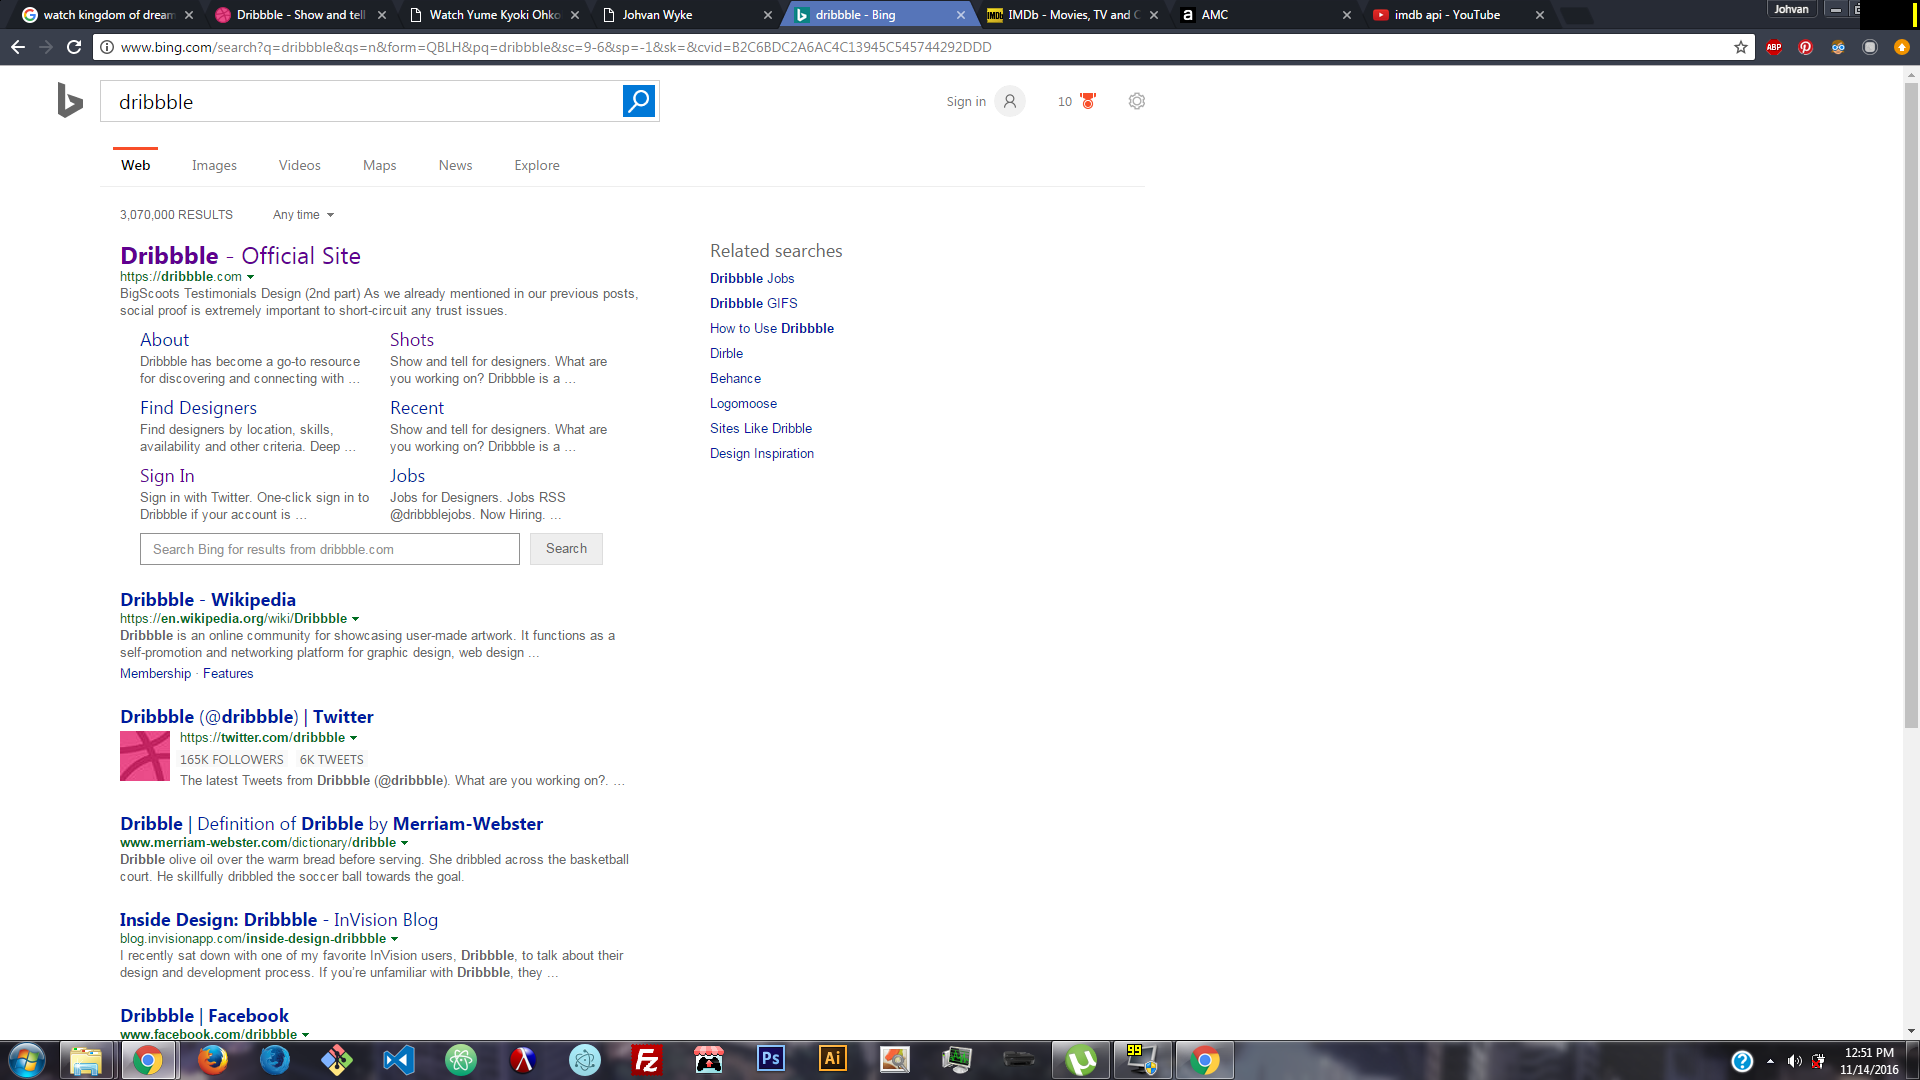 watch kingdom of dream
Dribbble - Show and tell
Watch Yume Kyoki Ohko
Johvan Wyke
dribbble - Bing
IMDb - Movies, TV and C
AMC
imdb api - YouTube
Johvan
www.bing.com/search?q=dribbble&qs=n&form=QBLH&pq=dribbble&sc=9-6&sp=-1&sk=&cvid=B2C6BDC2A6AC4C13945C545744292DDD
ABP
dribbble
Sign in
10
Web Images Videos Maps News Explore
3,070,000 RESULTS Any time
Dribbble - Official Site
https://dribbble.com
BigScoots Testimonials Design (2nd part) As we already mentioned in our previous posts,
social proof is extremely important to short-circuit any trust issues.
About
Dribbble has become a go-to resource
for discovering and connecting with ...
Shots
Show and tell for designers. What are
you working on? Dribbble is a ...
Find Designers
Find designers by location, skills,
availability and other criteria. Deep ...
Recent
Show and tell for designers. What are
you working on? Dribbble is a ...
Sign In
Sign in with Twitter. One-click sign in to
Dribbble if your account is ...
Jobs
Jobs for Designers. Jobs RSS
@dribbblejobs. Now Hiring. ...
Search Bing for results from dribbble.com
Search
Dribbble - Wikipedia
https://en.wikipedia.org/wiki/Dribbble
Dribbble is an online community for showcasing user-made artwork. It functions as a
self-promotion and networking platform for graphic design, web design ...
Membership · Features
Dribbble (@dribbble) | Twitter
https://twitter.com/dribbble
165K FOLLOWERS 6K TWEETS
The latest Tweets from Dribbble (@dribbble). What are you working on?. ...
Dribble | Definition of Dribble by Merriam-Webster
www.merriam-webster.com/dictionary/dribble
Dribble olive oil over the warm bread before serving. She dribbled across the basketball
court. He skillfully dribbled the soccer ball towards the goal.
Inside Design: Dribbble - InVision Blog
blog.invisionapp.com/inside-design-dribbble
I recently sat down with one of my favorite InVision users, Dribbble, to talk about their
design and development process. If you're unfamiliar with Dribbble, they ...
Dribbble | Facebook
www.facebook.com/dribbble
Related searches
Dribbble Jobs
Dribbble GIFS
How to Use Dribbble
Dirble
Behance
Logomoose
Sites Like Dribble
Design Inspiration
Fz
Ps
Ai
99
12:51 PM
11/14/2016